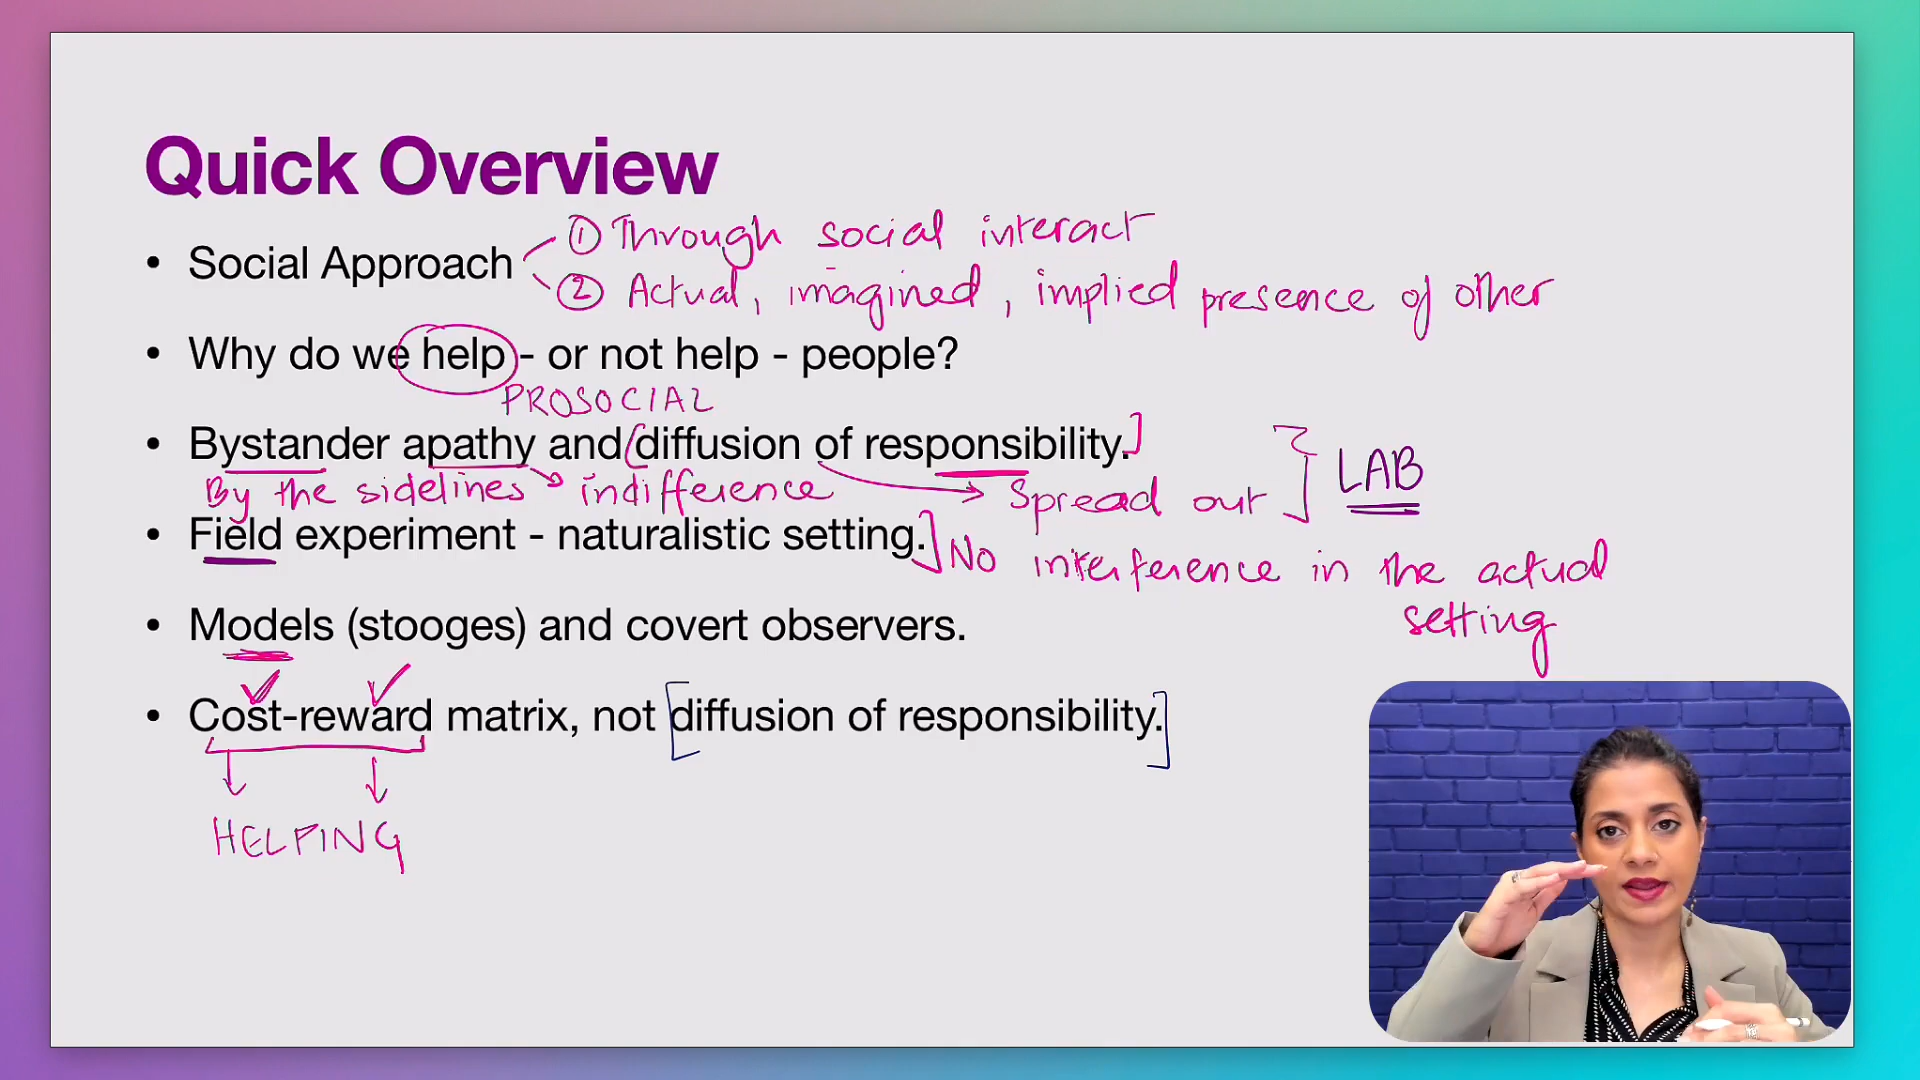 Quick Overview
① Through social interact
• Social Approach
② Actual, imagined, implied presence of other
• Why do we help - or not help - people?
PROSOCIAL
• Bystander apathy and diffusion of responsibility.
LAB
By the sidelines → indifference → Spread out
• Field experiment - naturalistic setting.
No interference in the actual
setting
• Models (stooges) and covert observers.
• Cost-reward matrix, not diffusion of responsibility.
HELPING